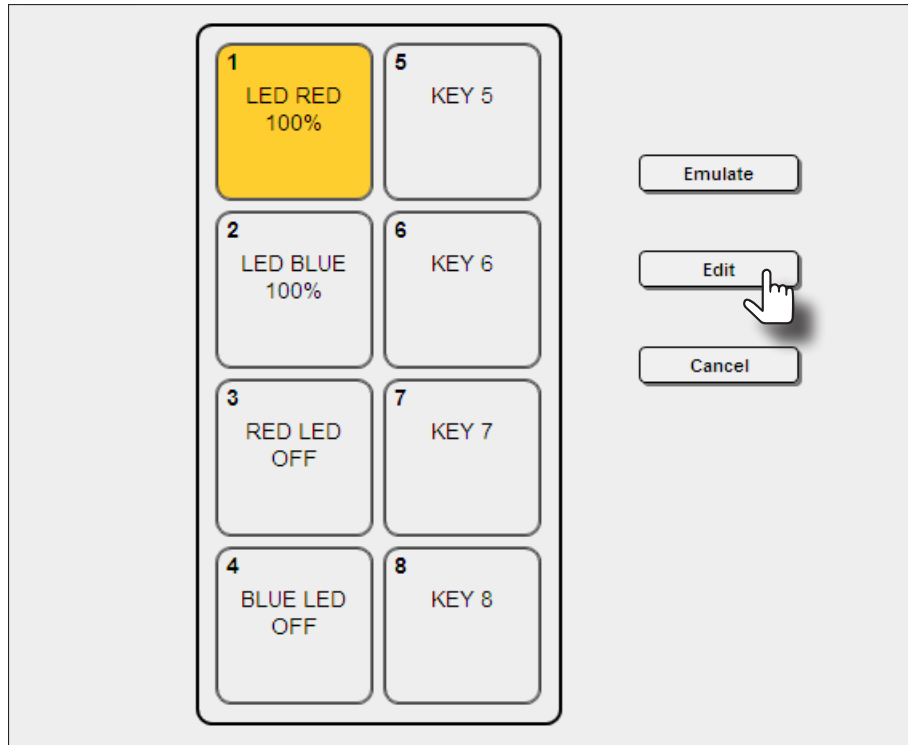 1
LED RED
100%
5
KEY 5
2
LED BLUE
100%
6
KEY 6
3
RED LED
OFF
7
KEY 7
4
BLUE LED
OFF
8
KEY 8
Emulate
Edit
Cancel